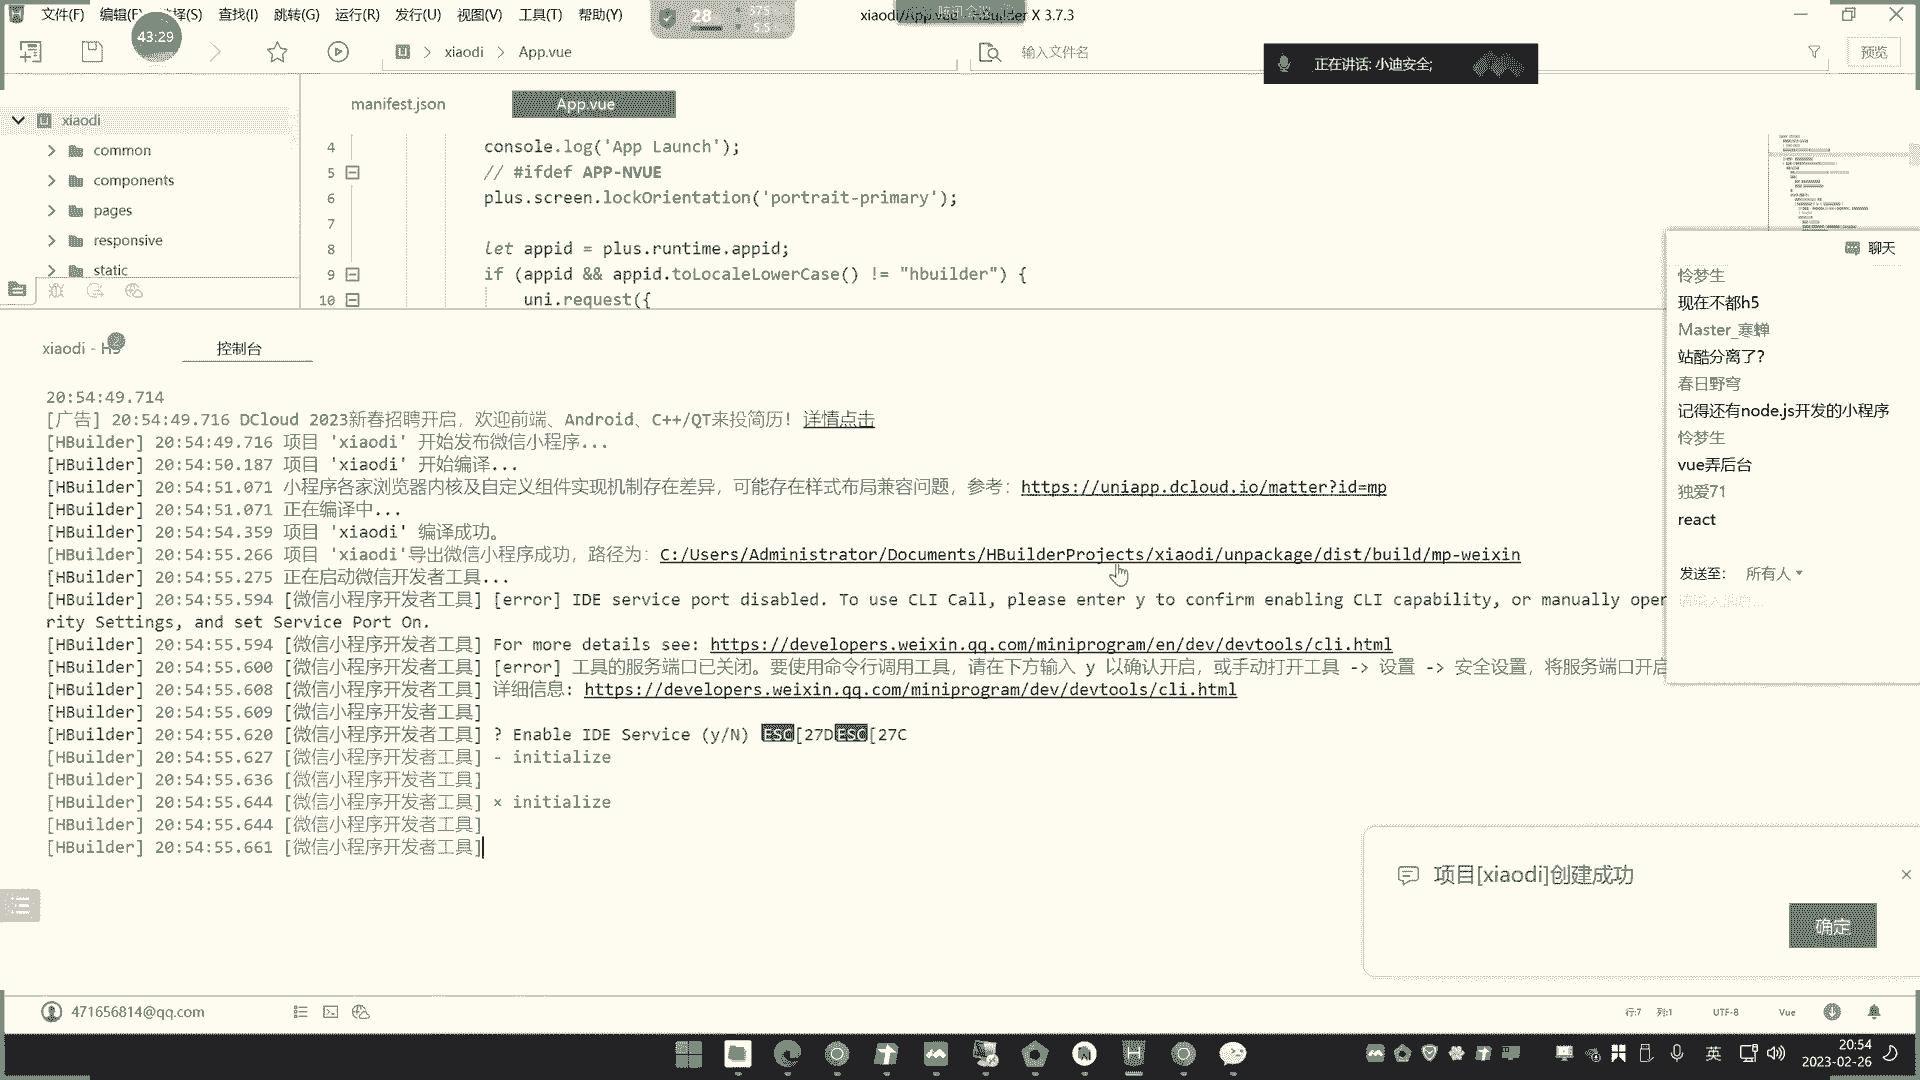 文件(F) 编辑(E) 选择(S) 查找(I) 跳转(G) 运行(R) 发行(U) 视图(V) 工具(T) 帮助(Y)
28
xiaodi/App.vue - HBuilder X 3.7.3
43:29
xiaodi
App.vue
输入文件名
正在讲话: 小迪安全;
预览
manifest.json
App.vue
xiaodi
common
components
pages
responsive
static
4 console.log('App Launch');
5 // #ifdef APP-NVUE
6 plus.screen.lockOrientation('portrait-primary');
7
8 let appid = plus.runtime.appid;
9 if (appid && appid.toLocaleLowerCase() != "hbuilder") {
10 uni.request({
聊天
怜梦生
现在不都h5
Master_寒蝉
站酷分离了?
春日野穹
记得还有node.js开发的小程序
怜梦生
vue弄后台
独爱71
react
发送至: 所有人
xiaodi - H5
2
控制台
20:54:49.714
[广告] 20:54:49.716 DCloud 2023新春招聘开启，欢迎前端、Android、C++/QT来投简历! 详情点击
[HBuilder] 20:54:49.716 项目 'xiaodi' 开始发布微信小程序...
[HBuilder] 20:54:50.187 项目 'xiaodi' 开始编译...
[HBuilder] 20:54:51.071 小程序各家浏览器内核及自定义组件实现机制存在差异，可能存在样式布局兼容问题，参考: https://uniapp.dcloud.io/matter?id=mp
[HBuilder] 20:54:51.071 正在编译中...
[HBuilder] 20:54:54.359 项目 'xiaodi' 编译成功。
[HBuilder] 20:54:55.266 项目 'xiaodi'导出微信小程序成功，路径为: C:/Users/Administrator/Documents/HBuilderProjects/xiaodi/unpackage/dist/build/mp-weixin
[HBuilder] 20:54:55.275 正在启动微信开发者工具...
[HBuilder] 20:54:55.594 [微信小程序开发者工具] [error] IDE service port disabled. To use CLI Call, please enter y to confirm enabling CLI capability, or manually oper
rity Settings, and set Service Port On.
[HBuilder] 20:54:55.594 [微信小程序开发者工具] For more details see: https://developers.weixin.qq.com/miniprogram/en/dev/devtools/cli.html
[HBuilder] 20:54:55.600 [微信小程序开发者工具] [error] 工具的服务端口已关闭。要使用命令行调用工具，请在下方输入 y 以确认开启，或手动打开工具 -> 设置 -> 安全设置，将服务端口开启
[HBuilder] 20:54:55.608 [微信小程序开发者工具] 详细信息: https://developers.weixin.qq.com/miniprogram/dev/devtools/cli.html
[HBuilder] 20:54:55.609 [微信小程序开发者工具]
[HBuilder] 20:54:55.620 [微信小程序开发者工具] ? Enable IDE Service (y/N) ESC[27DESC[27C
[HBuilder] 20:54:55.627 [微信小程序开发者工具] - initialize
[HBuilder] 20:54:55.636 [微信小程序开发者工具]
[HBuilder] 20:54:55.644 [微信小程序开发者工具] × initialize
[HBuilder] 20:54:55.644 [微信小程序开发者工具]
[HBuilder] 20:54:55.661 [微信小程序开发者工具]
项目[xiaodi]创建成功
确定
471656814@qq.com
行:7 列:1 UTF-8 Vue
英
20:54
2023-02-26